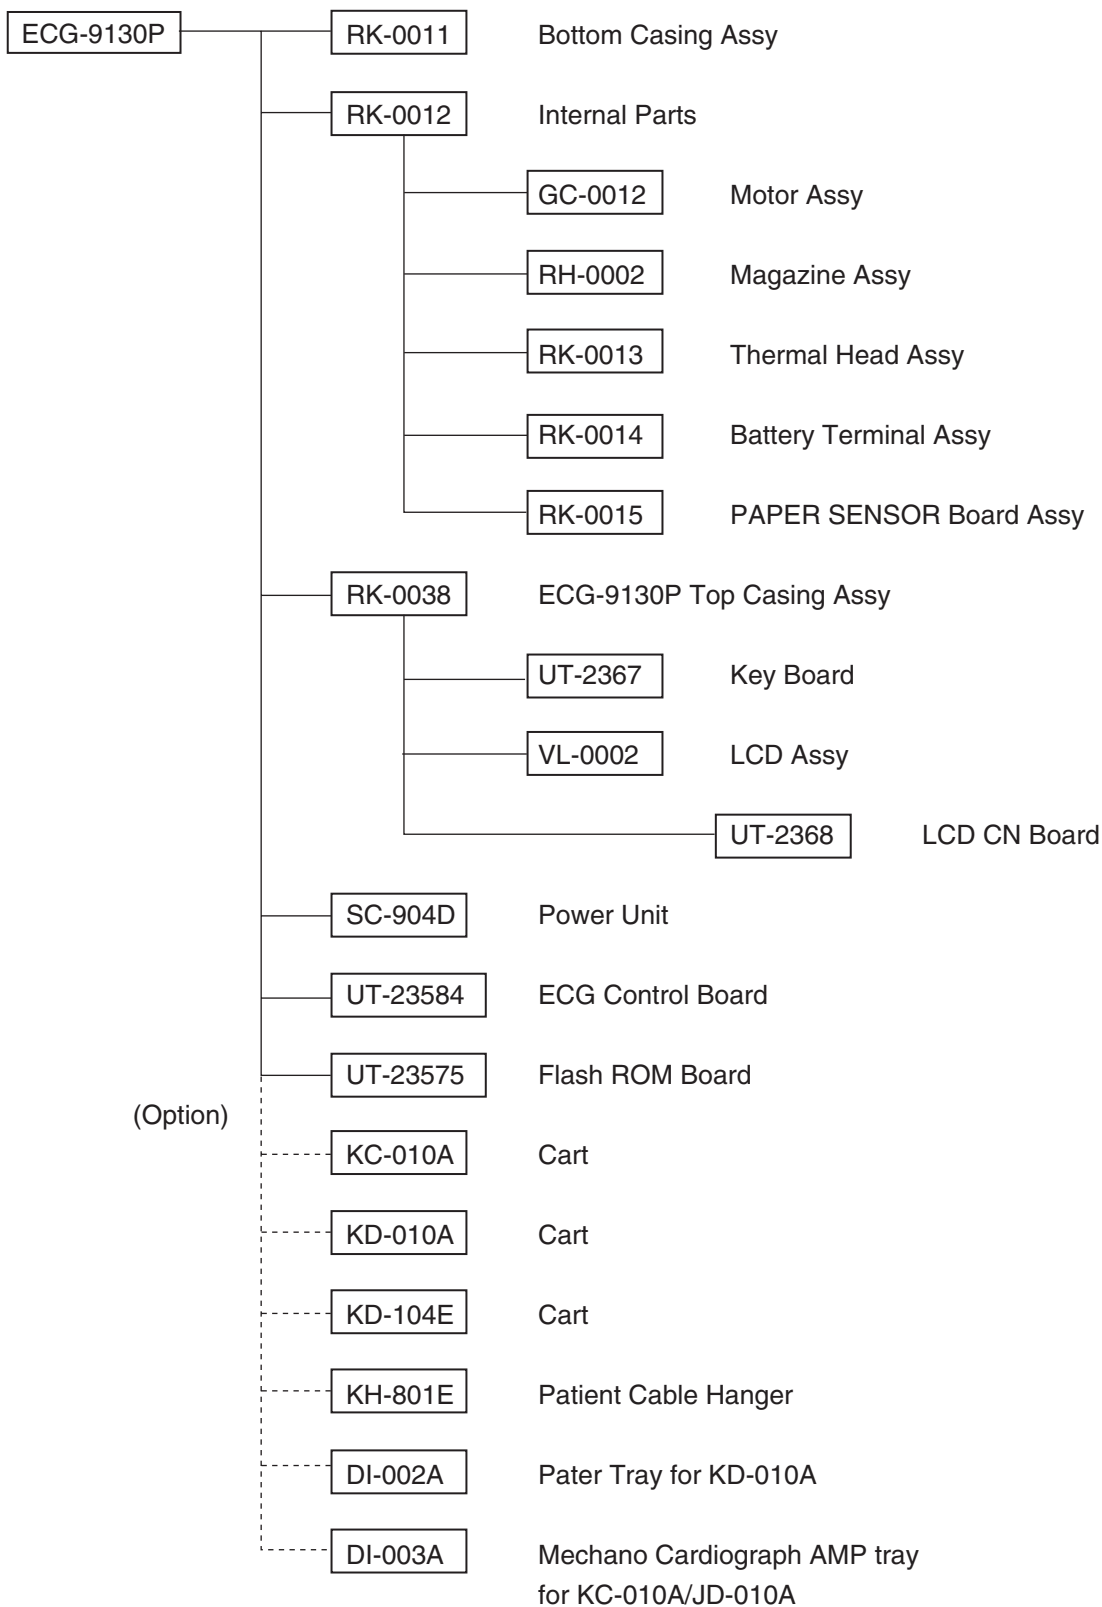 ECG-9130P RK-0011 Bottom Casing Assy
RK-0012 Internal Parts
GC-0012 Motor Assy
RH-0002 Magazine Assy
RK-0013 Thermal Head Assy
RK-0014 Battery Terminal Assy
RK-0015 PAPER SENSOR Board Assy
RK-0038 ECG-9130P Top Casing Assy
UT-2367 Key Board
VL-0002 LCD Assy
UT-2368 LCD CN Board
SC-904D Power Unit
UT-23584 ECG Control Board
UT-23575 Flash ROM Board
(Option)
KC-010A Cart
KD-010A Cart
KD-104E Cart
KH-801E Patient Cable Hanger
DI-002A Pater Tray for KD-010A
DI-003A Mechano Cardiograph AMP tray
for KC-010A/JD-010A